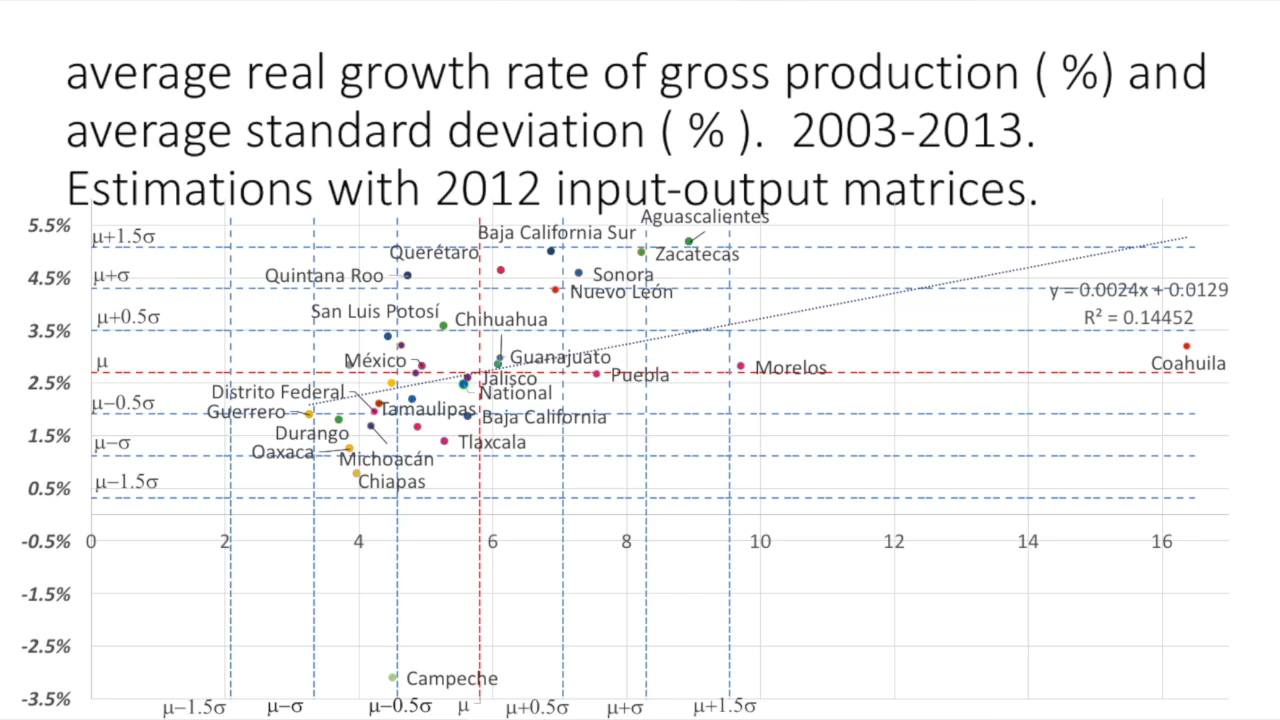 average real growth rate of gross production ( %) and
average standard deviation ( % ).  2003-2013.
Estimations with 2012 input-output matrices.
Aguascalientes
5.5%
μ+1.5σ
Baja California Sur
Querétaro
Zacatecas
4.5%
μ+σ
Quintana Roo
Sonora
Nuevo León
y = 0.0024x + 0.0129
R² = 0.14452
μ+0.5σ
San Luis Potosí
Chihuahua
3.5%
μ
México
Guanajuato
Coahuila
Morelos
Puebla
2.5%
Jalisco
National
Distrito Federal
μ−0.5σ
Guerrero
Tamaulipas
Baja California
1.5%
Durango
μ−σ
Tlaxcala
Oaxaca
Michoacán
0.5%
μ−1.5σ
Chiapas
-0.5%
0 2 4 6 8 10 12 14 16
-1.5%
-2.5%
Campeche
-3.5%
μ−1.5σ μ−σ μ−0.5σ μ μ+0.5σ μ+σ μ+1.5σ